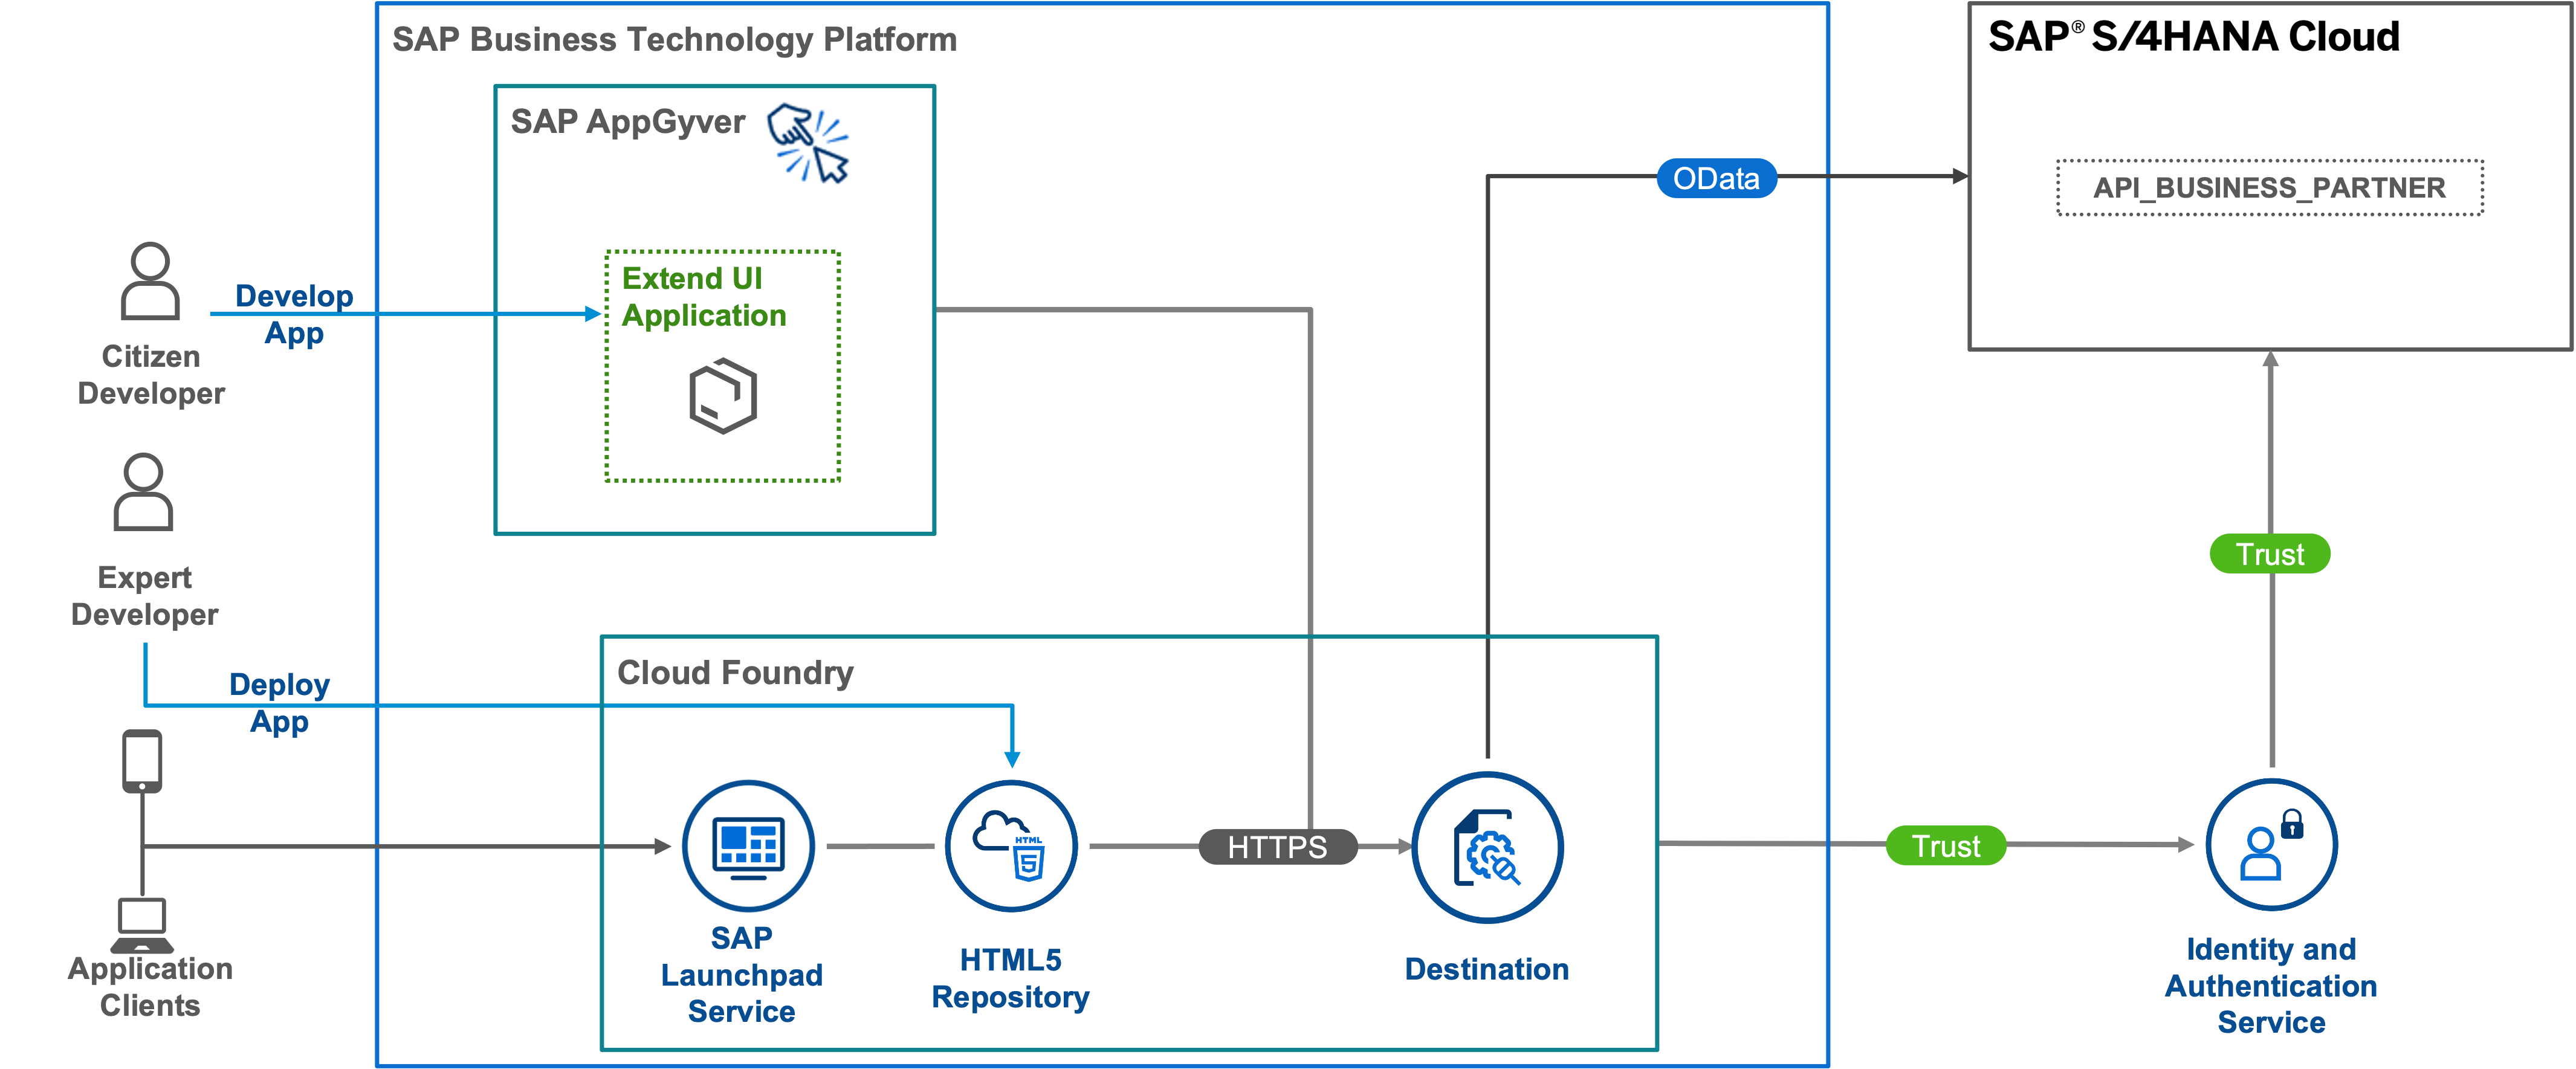 SAP Business Technology Platform
SAP® S/4HANA Cloud
SAP AppGyver
API_BUSINESS_PARTNER
OData
Extend UI
Application
Develop
App
Citizen
Developer
Expert
Developer
Trust
Cloud Foundry
Deploy
App
HTML
5
HTTPS
Trust
SAP
Launchpad
Service
HTML5
Repository
Destination
Identity and
Authentication
Service
Application
Clients